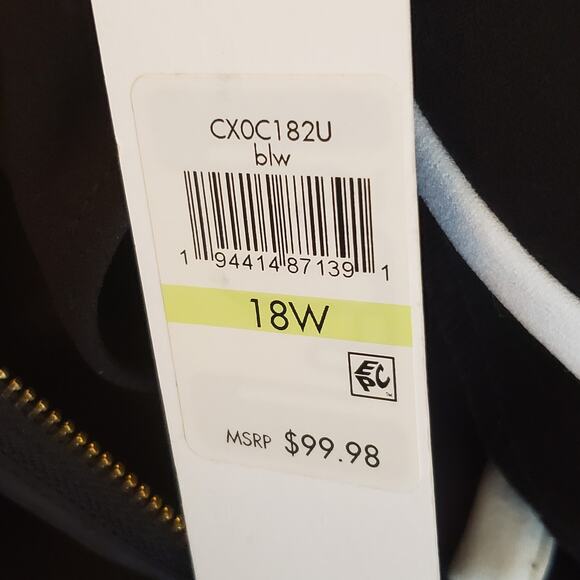 CX0C182U
blw
1 94414 87139 1
18W
EPC
MSRP $99.98